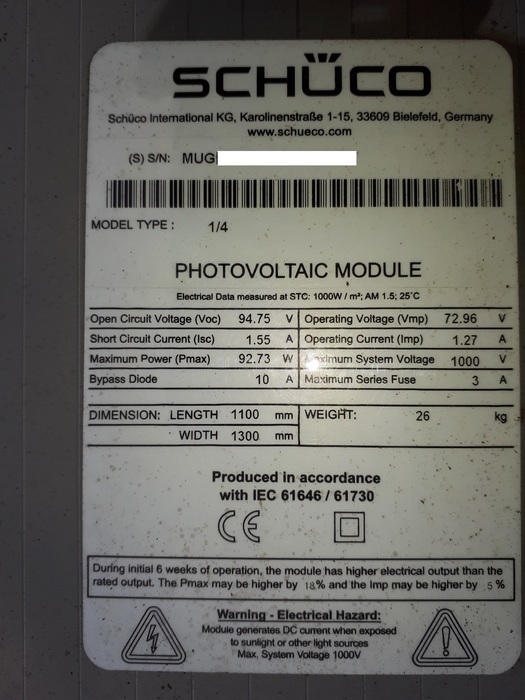 SCHÜCO
Schüco International KG, Karolinenstraße 1-15, 33609 Bielefeld, Germany
www.schueco.com
(S) S/N: MUG
MODEL TYPE : 1/4
PHOTOVOLTAIC MODULE
Electrical Data measured at STC: 1000W / m²; AM 1.5; 25°C
Open Circuit Voltage (Voc) 94.75 V Operating Voltage (Vmp) 72.96 V
Short Circuit Current (Isc) 1.55 A Operating Current (Imp) 1.27 A
Maximum Power (Pmax) 92.73 W Maximum System Voltage 1000 V
Bypass Diode 10 A Maximum Series Fuse 3 A
DIMENSION: LENGTH 1100 mm WEIGHT: 26 kg
WIDTH 1300 mm
Produced in accordance
with IEC 61646 / 61730
CE
During initial 6 weeks of operation, the module has higher electrical output than the
rated output. The Pmax may be higher by 18% and the Imp may be higher by 5 %
Warning - Electrical Hazard:
Module generates DC current when exposed
to sunlight or other light sources
Max. System Voltage 1000V